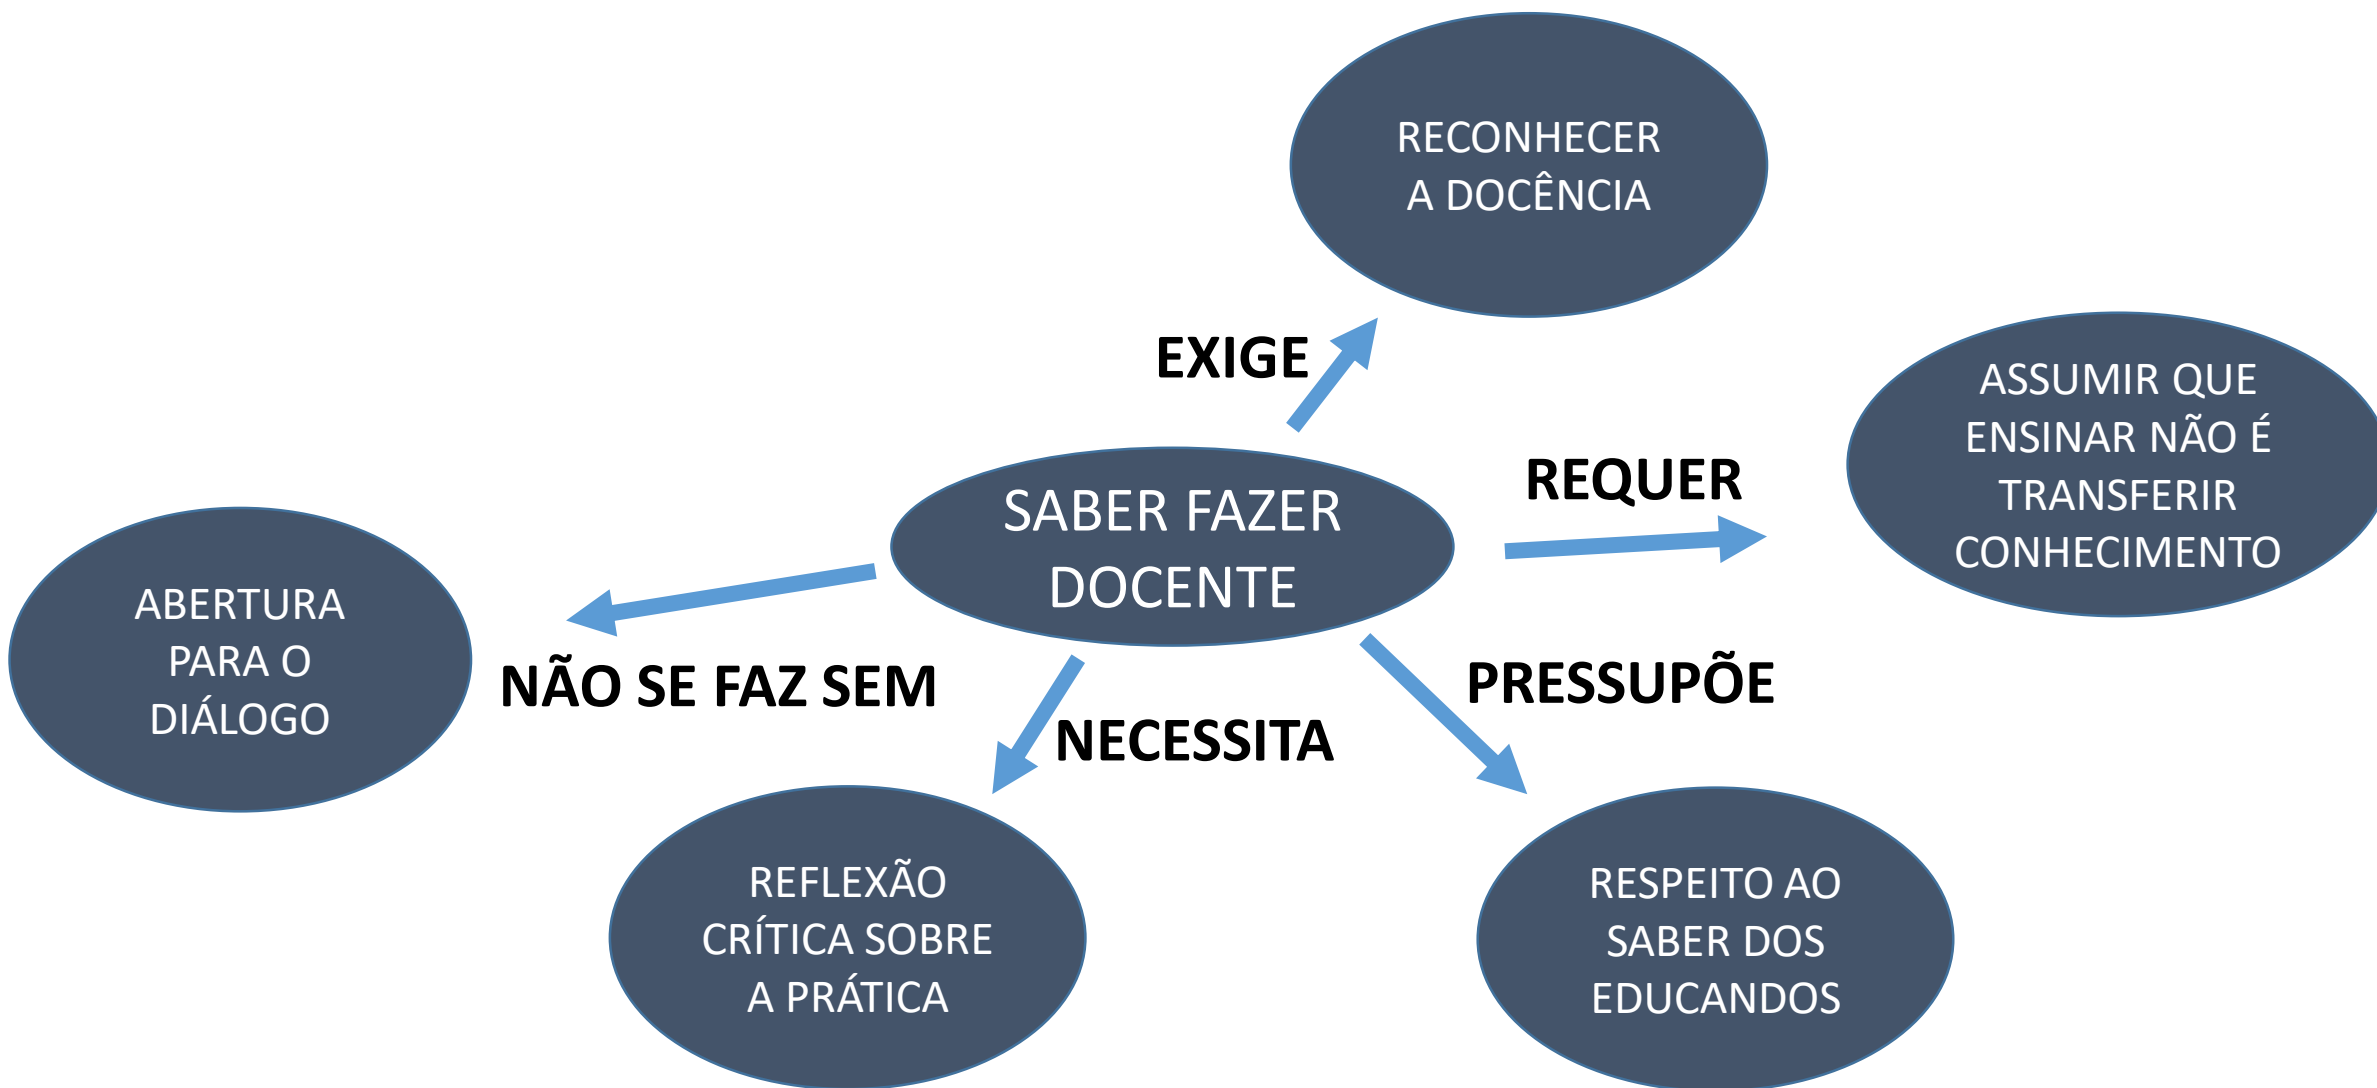 RECONHECER
A DOCÊNCIA
EXIGE
ASSUMIR QUE
ENSINAR NÃO É
TRANSFERIR
CONHECIMENTO
REQUER
SABER FAZER
DOCENTE
ABERTURA
PARA O
DIÁLOGO
NÃO SE FAZ SEM
NECESSITA
PRESSUPÕE
REFLEXÃO
CRÍTICA SOBRE
A PRÁTICA
RESPEITO AO
SABER DOS
EDUCANDOS